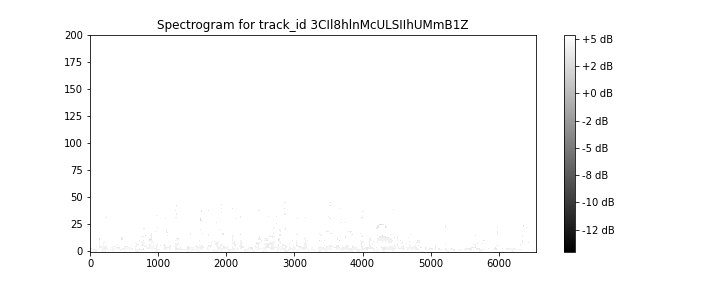 Spectrogram for track_id 3CIl8hlnMcULSIIhUMmB1Z
200
175
150
125
100
75
50
25
0
0 1000 2000 3000 4000 5000 6000
+5 dB
+2 dB
+0 dB
-2 dB
-5 dB
-8 dB
-10 dB
-12 dB